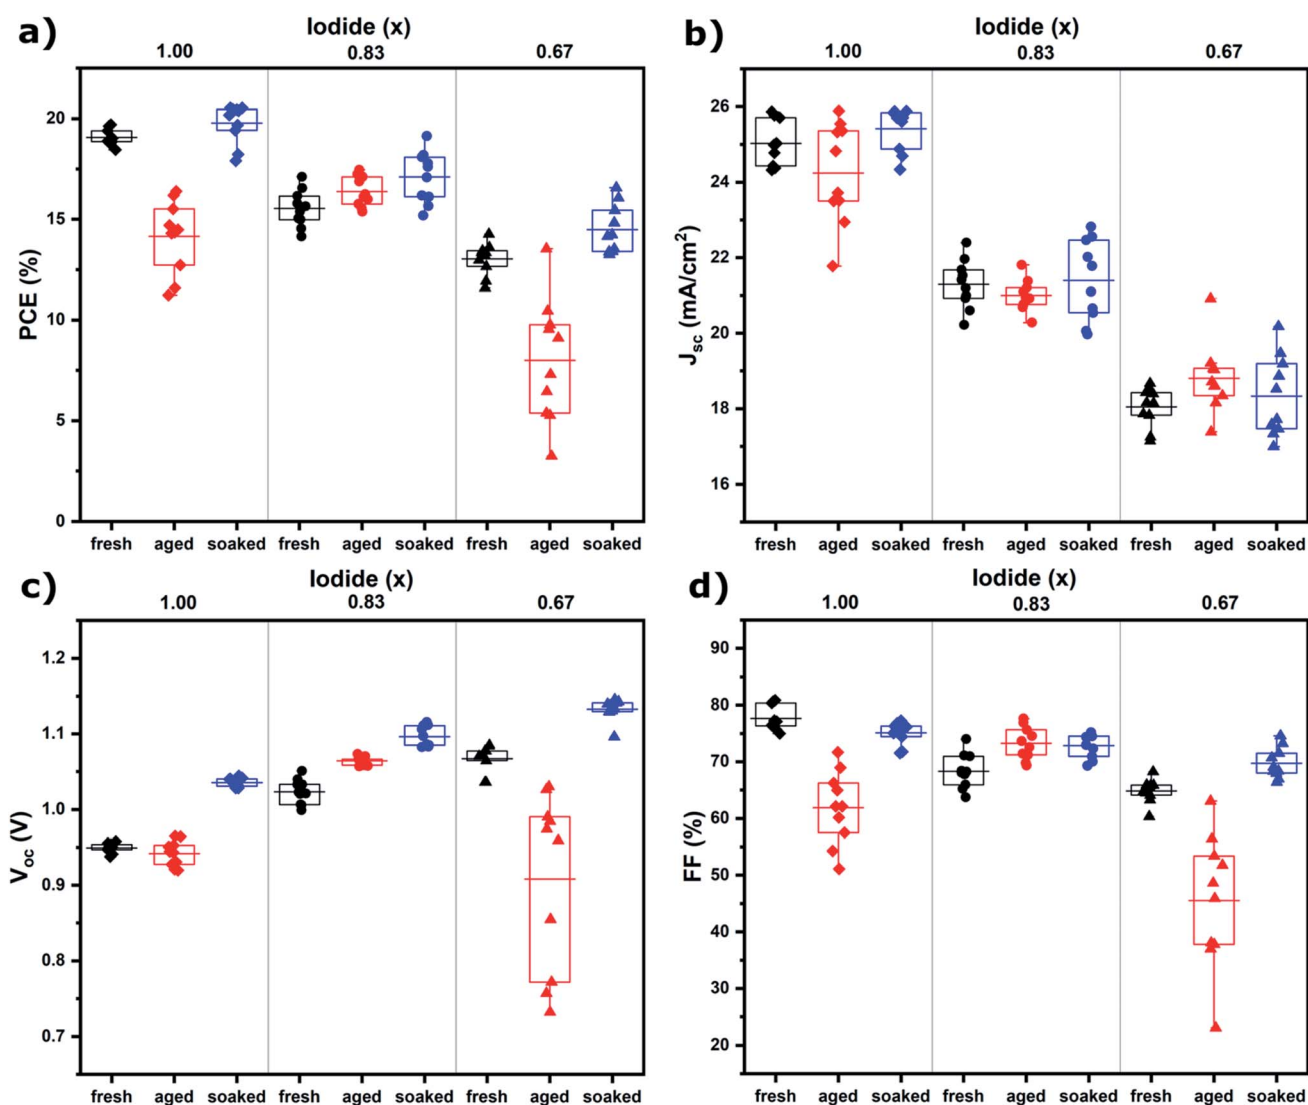 a)
Iodide (x)
1.00 0.83 0.67
PCE (%)
20
15
10
5
0
fresh aged soaked fresh aged soaked fresh aged soaked
b)
Iodide (x)
1.00 0.83 0.67
Jsc (mA/cm²)
26
24
22
20
18
16
fresh aged soaked fresh aged soaked fresh aged soaked
c)
Iodide (x)
1.00 0.83 0.67
Voc (V)
1.2
1.1
1.0
0.9
0.8
0.7
fresh aged soaked fresh aged soaked fresh aged soaked
d)
Iodide (x)
1.00 0.83 0.67
FF (%)
90
80
70
60
50
40
30
20
fresh aged soaked fresh aged soaked fresh aged soaked